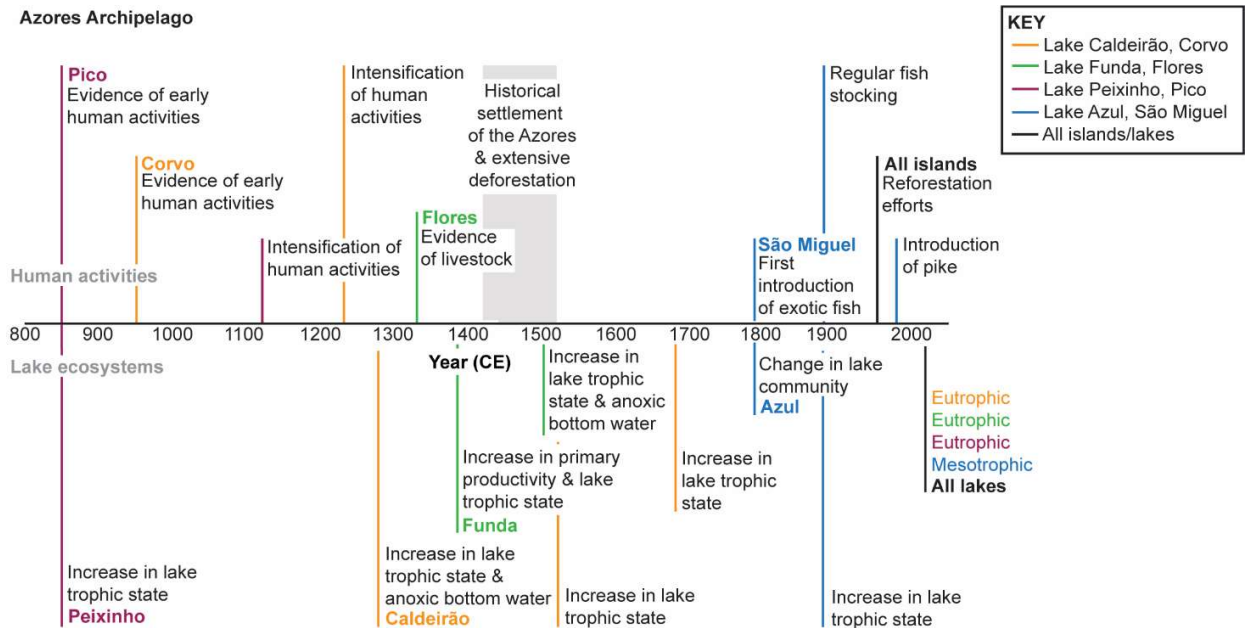 Azores Archipelago
KEY
Lake Caldeirão, Corvo
Lake Funda, Flores
Lake Peixinho, Pico
Lake Azul, São Miguel
All islands/lakes
Pico
Evidence of early
human activities
Corvo
Evidence of early
human activities
Intensification of
human activities
Intensification
of human
activities
Flores
Evidence
of livestock
Historical
settlement
of the Azores
& extensive
deforestation
São Miguel
First
introduction
of exotic fish
Regular fish
stocking
All islands
Reforestation
efforts
Introduction
of pike
Human activities
800 900 1000 1100 1200 1300 1400 1500 1600 1700 1800 1900 2000
Year (CE)
Lake ecosystems
Increase in lake
trophic state
Peixinho
Increase in lake
trophic state &
anoxic bottom water
Caldeirão
Increase in primary
productivity & lake
trophic state
Funda
Increase in
lake trophic
state & anoxic
bottom water
Increase in lake
trophic state
Increase in
lake trophic
state
Change in lake
community
Azul
Increase in lake
trophic state
Eutrophic
Eutrophic
Eutrophic
Mesotrophic
All lakes